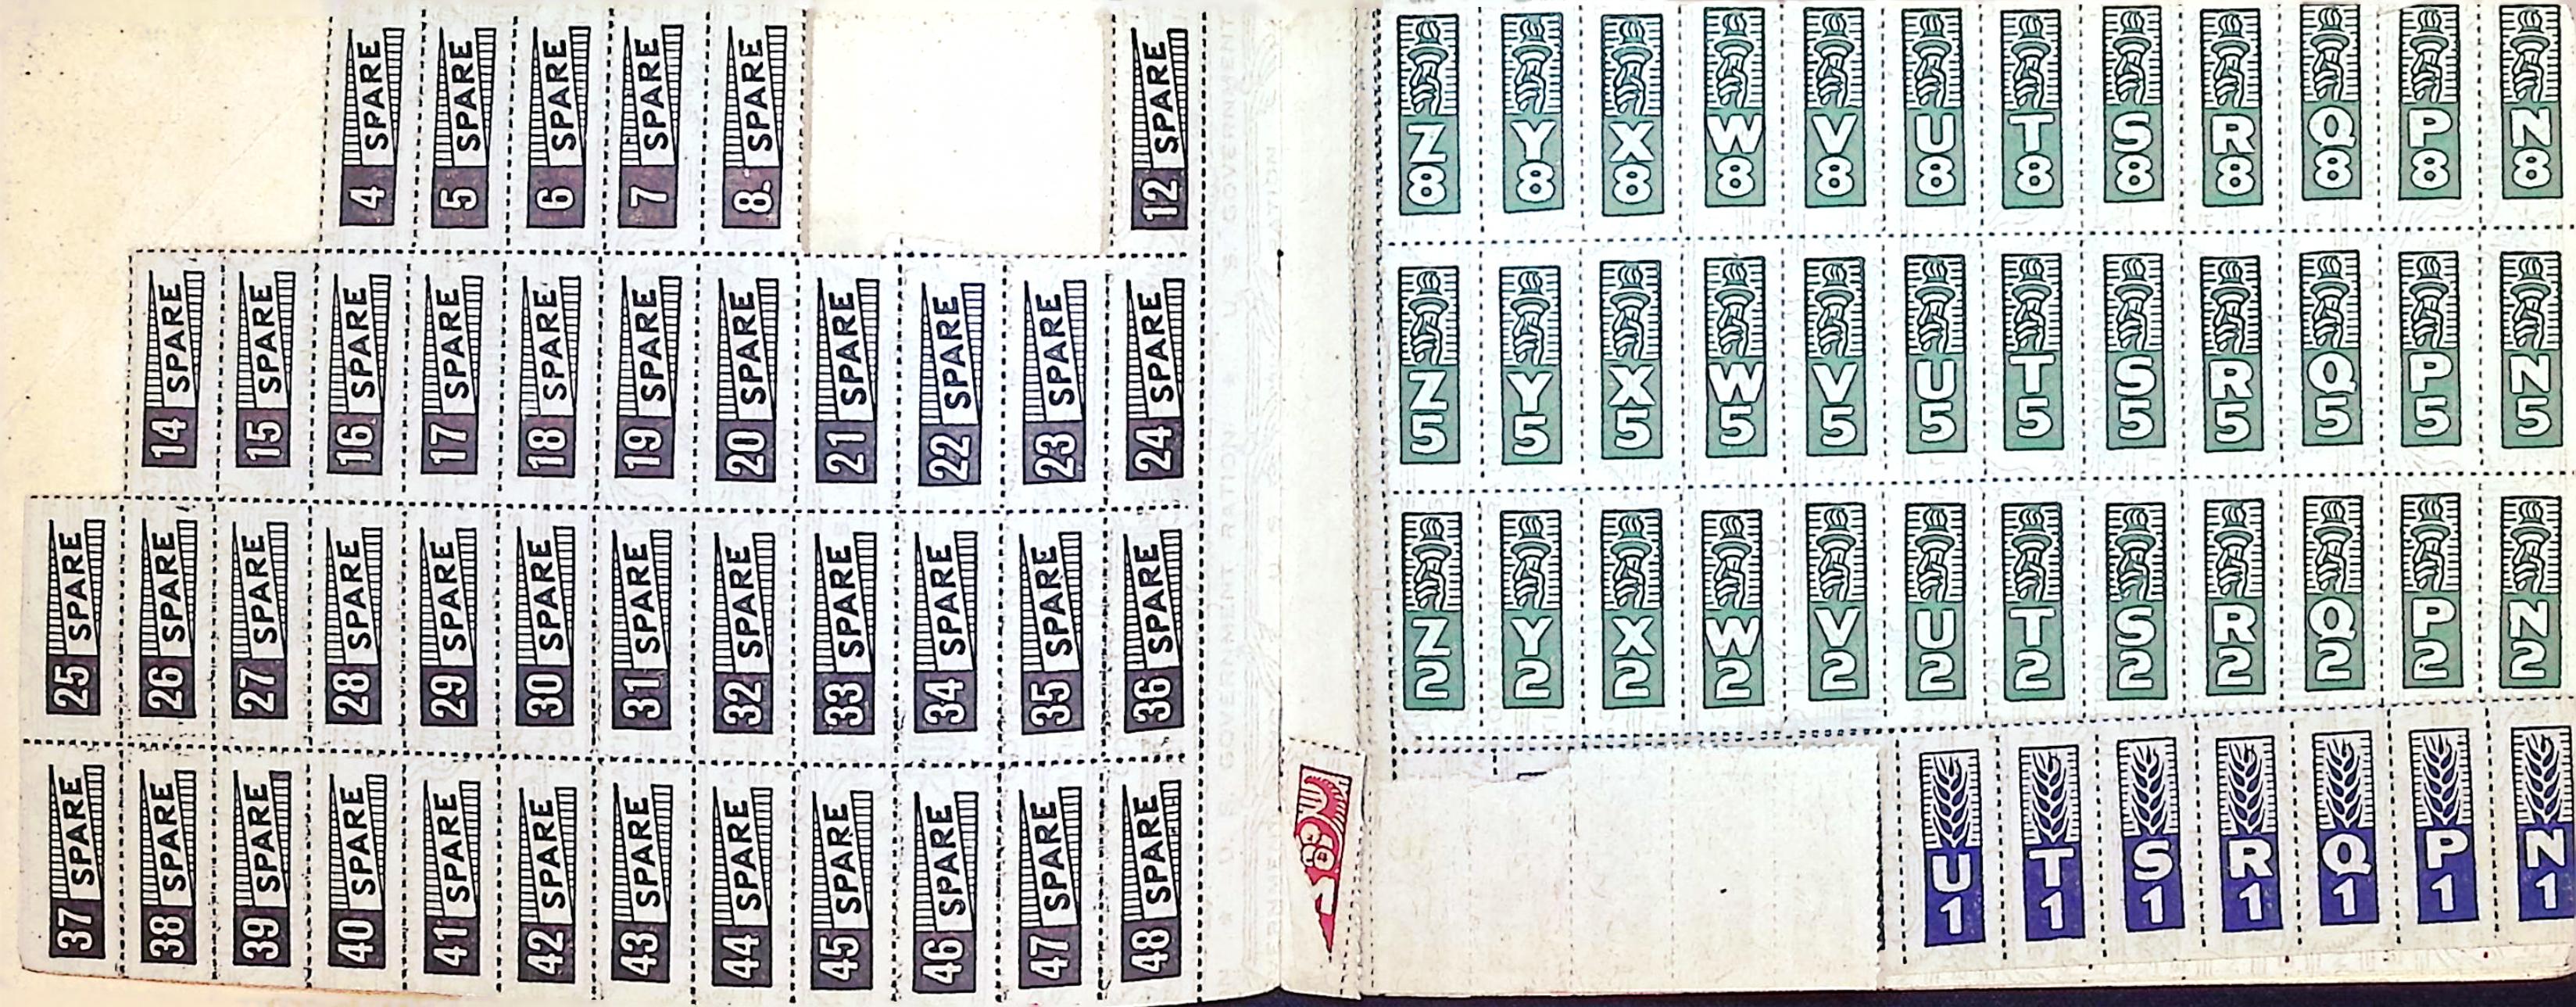 4 SPARE
5 SPARE
6 SPARE
7 SPARE
8 SPARE
12 SPARE
14 SPARE
15 SPARE
16 SPARE
17 SPARE
18 SPARE
19 SPARE
20 SPARE
21 SPARE
22 SPARE
23 SPARE
24 SPARE
25 SPARE
26 SPARE
27 SPARE
28 SPARE
29 SPARE
30 SPARE
31 SPARE
32 SPARE
33 SPARE
34 SPARE
35 SPARE
36 SPARE
37 SPARE
38 SPARE
39 SPARE
40 SPARE
41 SPARE
42 SPARE
43 SPARE
44 SPARE
45 SPARE
46 SPARE
47 SPARE
48 SPARE
Z8
Y8
X8
W8
V8
U8
T8
S8
R8
Q8
P8
N8
Z5
Y5
X5
W5
V5
U5
T5
S5
R5
Q5
P5
N5
Z2
Y2
X2
W2
V2
U2
T2
S2
R2
Q2
P2
N2
U1
T1
S1
R1
Q1
P1
N1